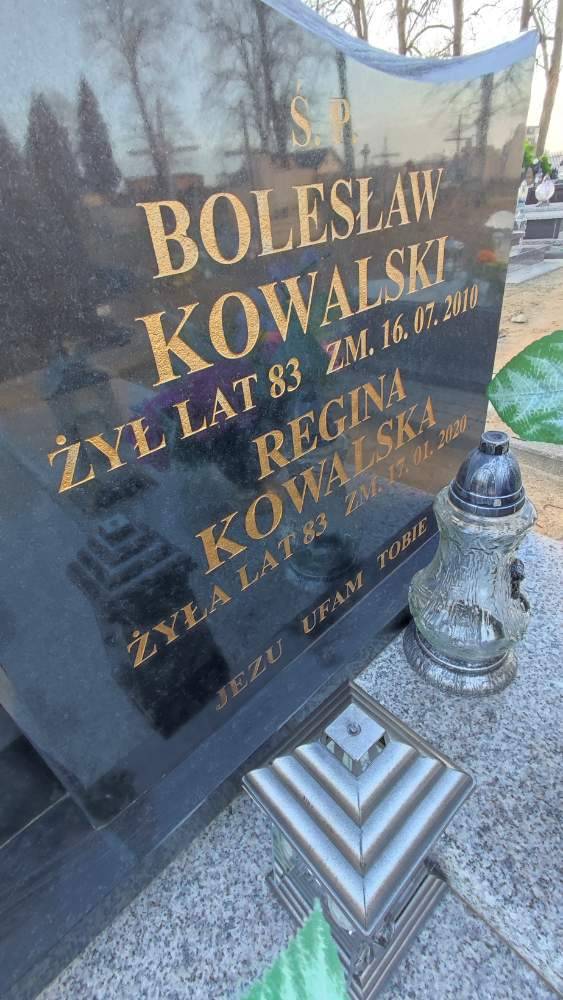 Ś. P.
BOLESŁAW
KOWALSKI
ŻYŁ LAT 83 ZM. 16. 07. 2010
REGINA
KOWALSKA
ŻYŁA LAT 83 ZM. 17. 01. 2020
JEZU UFAM TOBIE